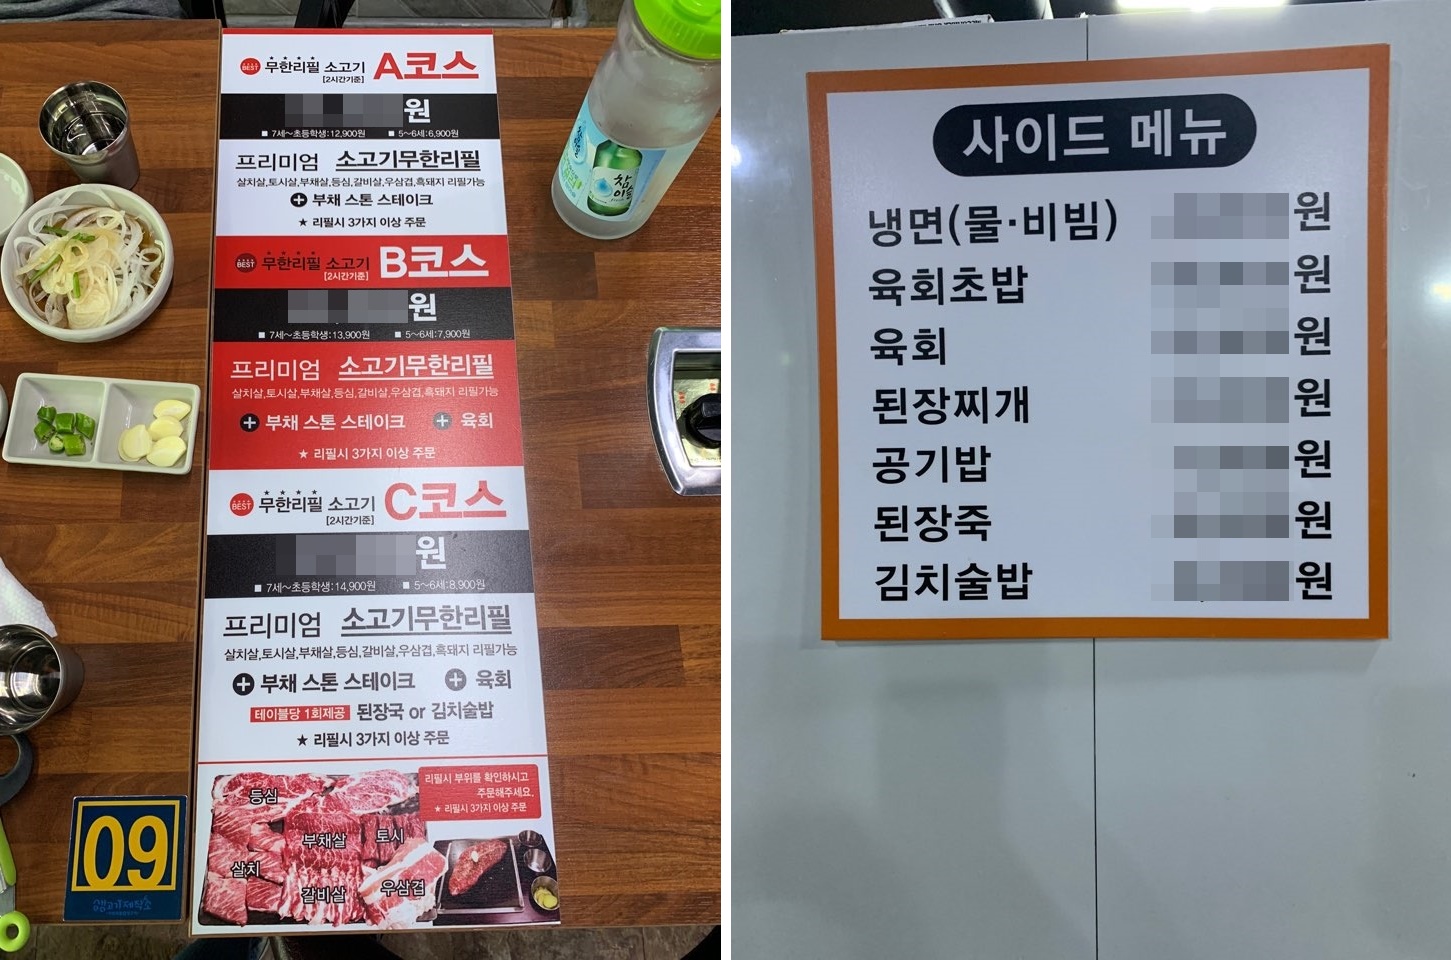 BEST 무한리필 소고기 A코스
[2시간기준]
원
■ 7세~초등학생:12,900원 ■ 5~6세:6,900원
프리미엄 소고기무한리필
살치살,토시살,부채살,등심,갈비살,우삼겹,흑돼지 리필가능
+ 부채 스톤 스테이크
★ 리필시 3가지 이상 주문
BEST 무한리필 소고기 B코스
[2시간기준]
원
■ 7세~초등학생:13,900원 ■ 5~6세:7,900원
프리미엄 소고기무한리필
살치살,토시살,부채살,등심,갈비살,우삼겹,흑돼지 리필가능
+ 부채 스톤 스테이크 + 육회
★ 리필시 3가지 이상 주문
BEST 무한리필 소고기 C코스
[2시간기준]
원
■ 7세~초등학생:14,900원 ■ 5~6세:8,900원
프리미엄 소고기무한리필
살치살,토시살,부채살,등심,갈비살,우삼겹,흑돼지 리필가능
+ 부채 스톤 스테이크 + 육회
테이블당 1회제공 된장국 or 김치술밥
★ 리필시 3가지 이상 주문
리필시 부위를 확인하시고
주문해주세요.
★ 리필시 3가지 이상 주문
등심
부채살
토시
살치
갈비살
우삼겹
09
참
이슬
사이드 메뉴
냉면(물·비빔) 원
육회초밥 원
육회 원
된장찌개 원
공기밥 원
된장죽 원
김치술밥 원